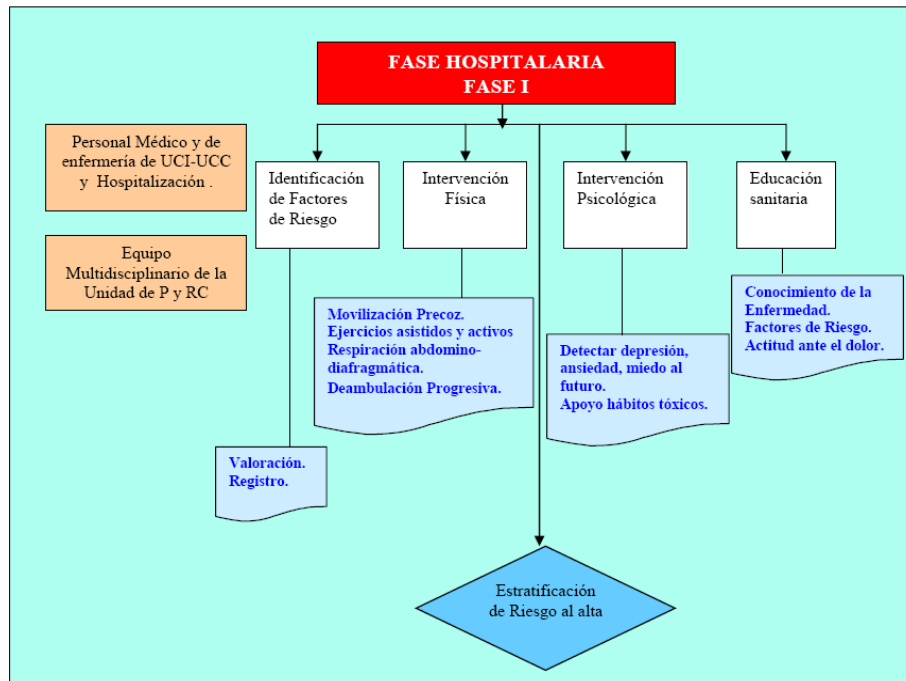 FASE HOSPITALARIA
FASE I
Personal Médico y de
enfermería de UCI-UCC
y Hospitalización .
Equipo
Multidisciplinario de la
Unidad de P y RC
Identificación
de Factores
de Riesgo
Intervención
Física
Intervención
Psicológica
Educación
sanitaria
Valoración.
Registro.
Movilización Precoz.
Ejercicios asistidos y activos
Respiración abdomino-
diafragmática.
Deambulación Progresiva.
Detectar depresión,
ansiedad, miedo al
futuro.
Apoyo hábitos tóxicos.
Conocimiento de la
Enfermedad.
Factores de Riesgo.
Actitud ante el dolor.
Estratificación
de Riesgo al alta